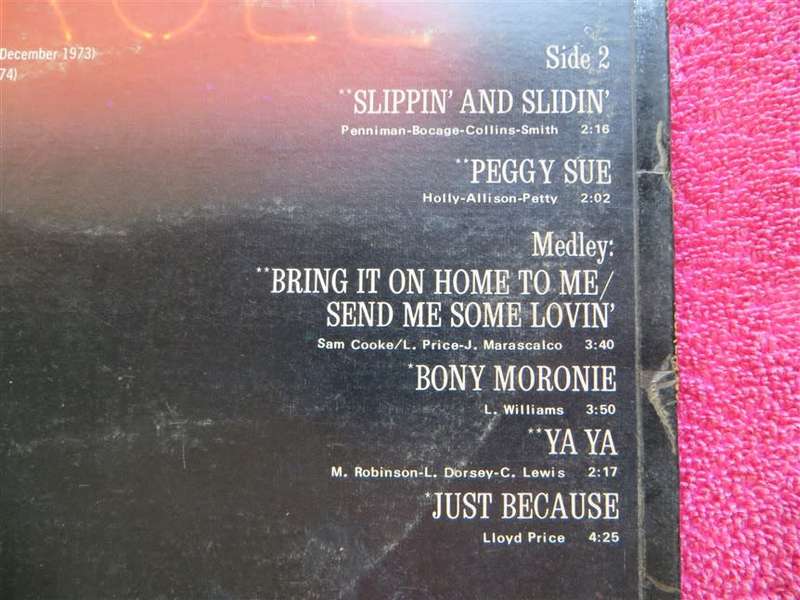 December 1973)
74)
Side 2
**SLIPPIN' AND SLIDIN'
Penniman-Bocage-Collins-Smith 2:16
**PEGGY SUE
Holly-Allison-Petty 2:02
Medley:
**BRING IT ON HOME TO ME/
SEND ME SOME LOVIN'
Sam Cooke/L. Price-J. Marascalco 3:40
*BONY MORONIE
L. Williams 3:50
**YA YA
M. Robinson-L. Dorsey-C. Lewis 2:17
*JUST BECAUSE
Lloyd Price 4:25